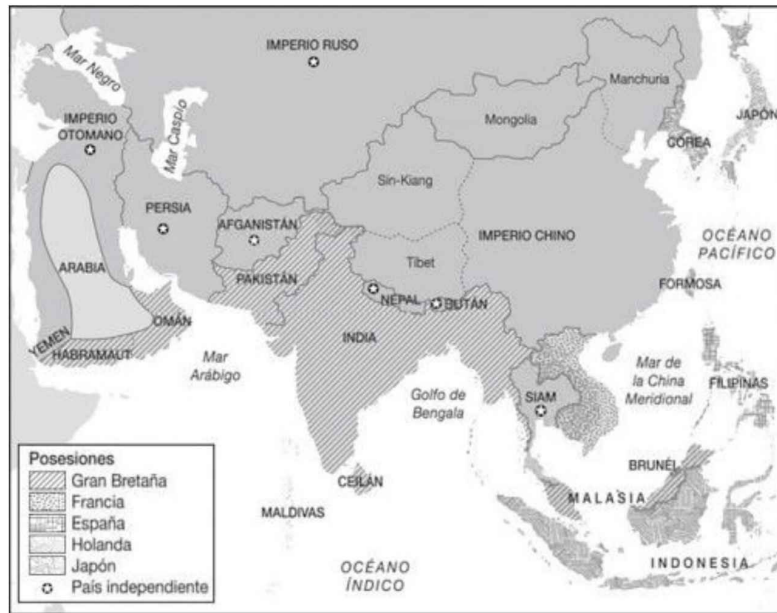 Mar Negro
IMPERIO RUSO
Manchuria
IMPERIO
OTOMANO
Mar Caspio
Mongolia
JAPÓN
COREA
Sin-Kiang
PERSIA
AFGANISTÁN
IMPERIO CHINO
OCÉANO
PACÍFICO
ARABIA
PAKISTÁN
Tíbet
NEPAL
BUTÁN
FORMOSA
OMÁN
YEMEN
HABRAMAUT
Mar
Arábigo
INDIA
Golfo de
Bengala
SIAM
Mar de
la China
Meridional
FILIPINAS
Posesiones
Gran Bretaña
Francia
España
Holanda
Japón
País independiente
CEILÁN
MALDIVAS
BRUNÉI
MALASIA
INDONESIA
OCÉANO
ÍNDICO